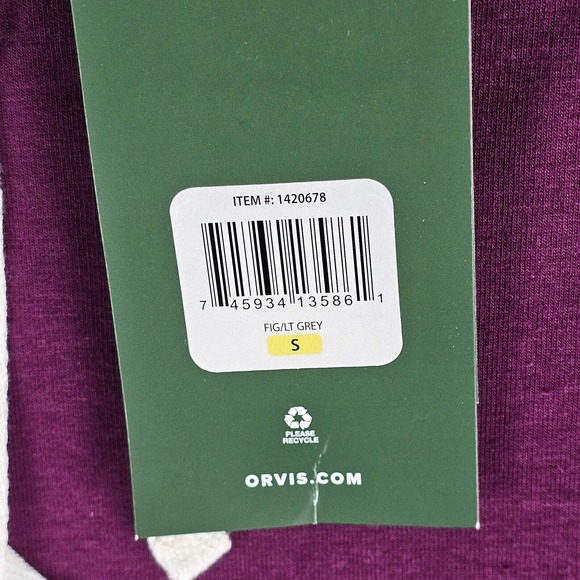 ITEM #: 1420678
7 45934 13586 1
FIG/LT GREY
S
PLEASE
RECYCLE
ORVIS.COM